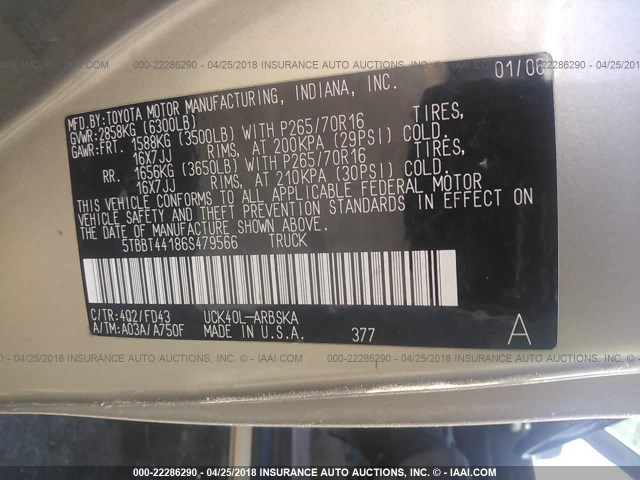 000-22286290 - 04/25/2018 INSURANCE AUTO AUCTIONS, INC. - IAAI.COM
01/06
MFD.BY:TOYOTA MOTOR MANUFACTURING, INDIANA, INC.
GVWR:2858KG (6300LB)
GAWR:FRT. 1588KG (3500LB) WITH P265/70R16 TIRES,
16X7JJ RIMS, AT 200KPA (29PSI) COLD.
RR. 1656KG (3650LB) WITH P265/70R16 TIRES,
16X7JJ RIMS, AT 210KPA (30PSI) COLD.
THIS VEHICLE CONFORMS TO ALL APPLICABLE FEDERAL MOTOR
VEHICLE SAFETY AND THEFT PREVENTION STANDARDS IN EFFECT ON
THE DATE OF MANUFACTURE SHOWN ABOVE.
5TBBT44186S479566 TRUCK
C/TR:4Q2/FD43 UCK40L-ARBSKA
A/TM:A03A/A750F MADE IN U.S.A. 377 A
000-22286290 - 04/25/2018 INSURANCE AUTO AUCTIONS, INC. - IAAI.COM